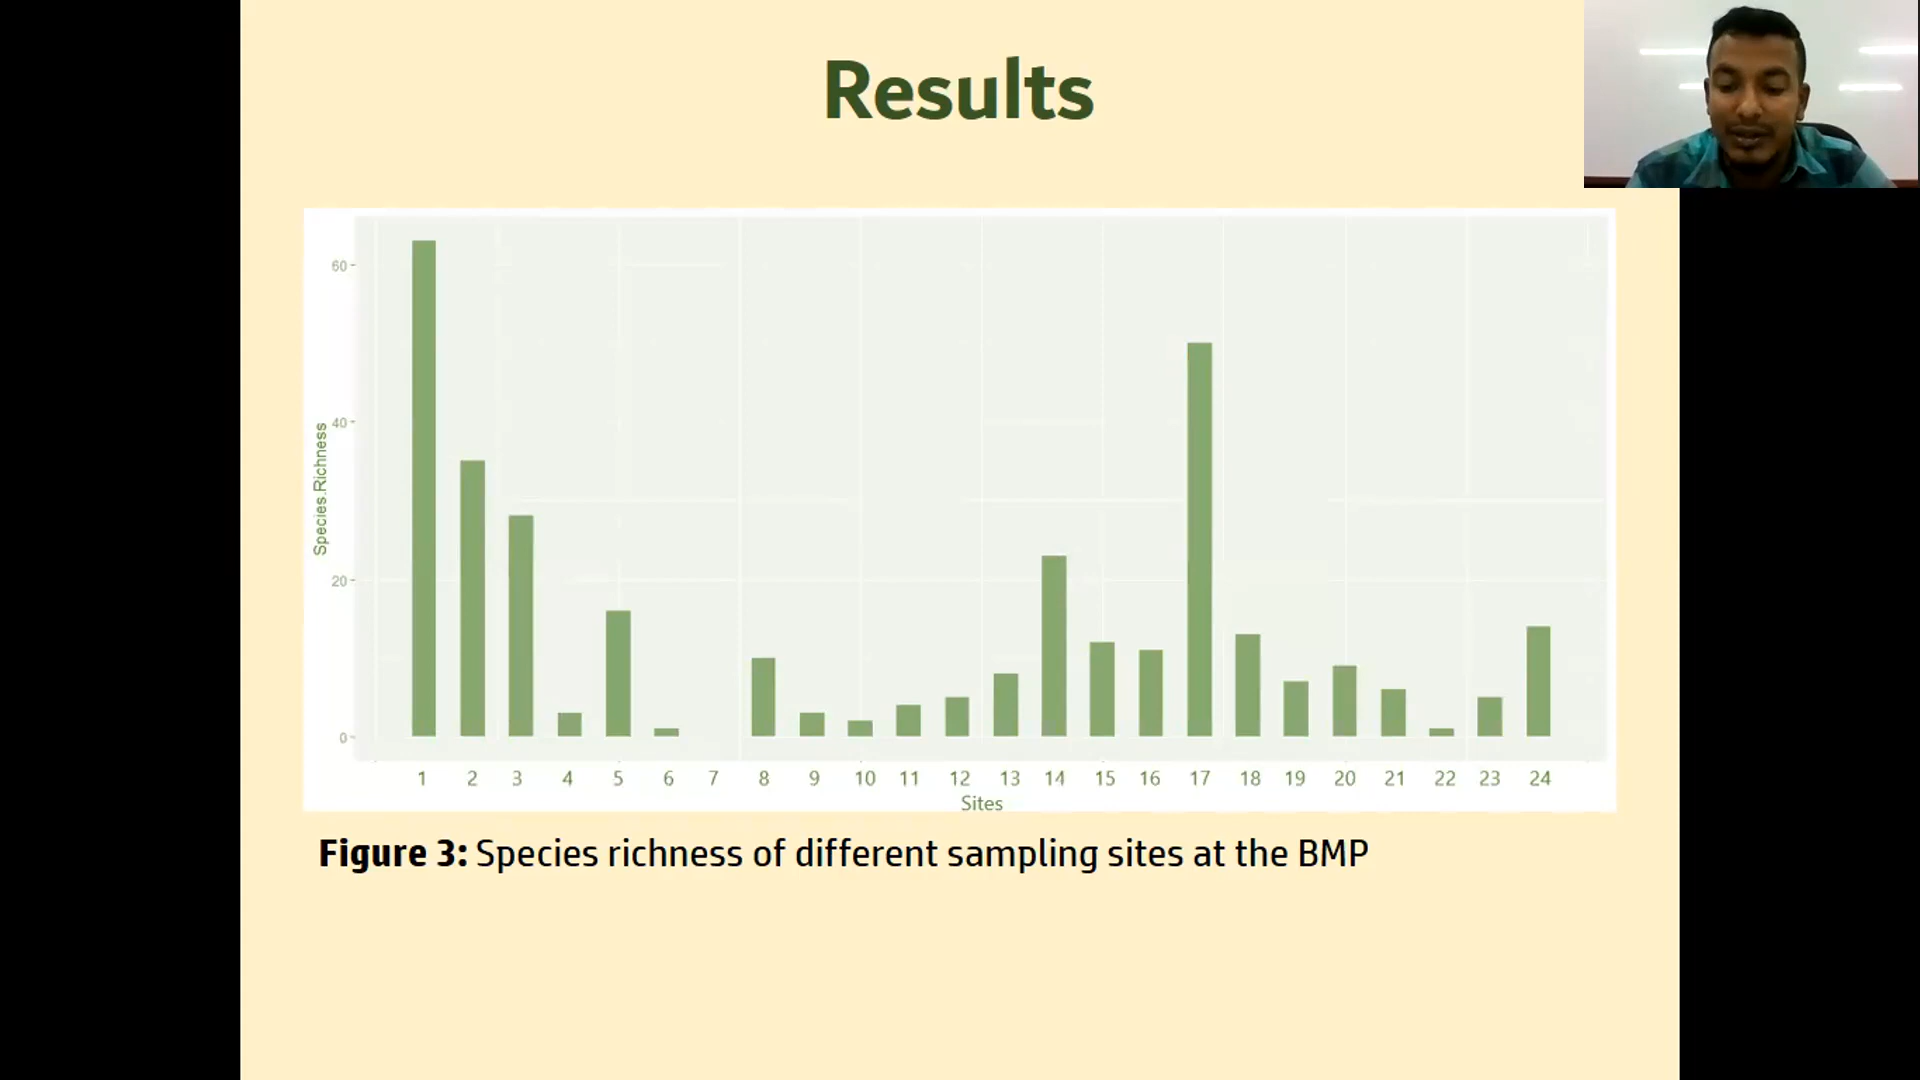 Results
60
40
20
0
Species.Richness
1 2 3 4 5 6 7 8 9 10 11 12 13 14 15 16 17 18 19 20 21 22 23 24
Sites
Figure 3: Species richness of different sampling sites at the BMP